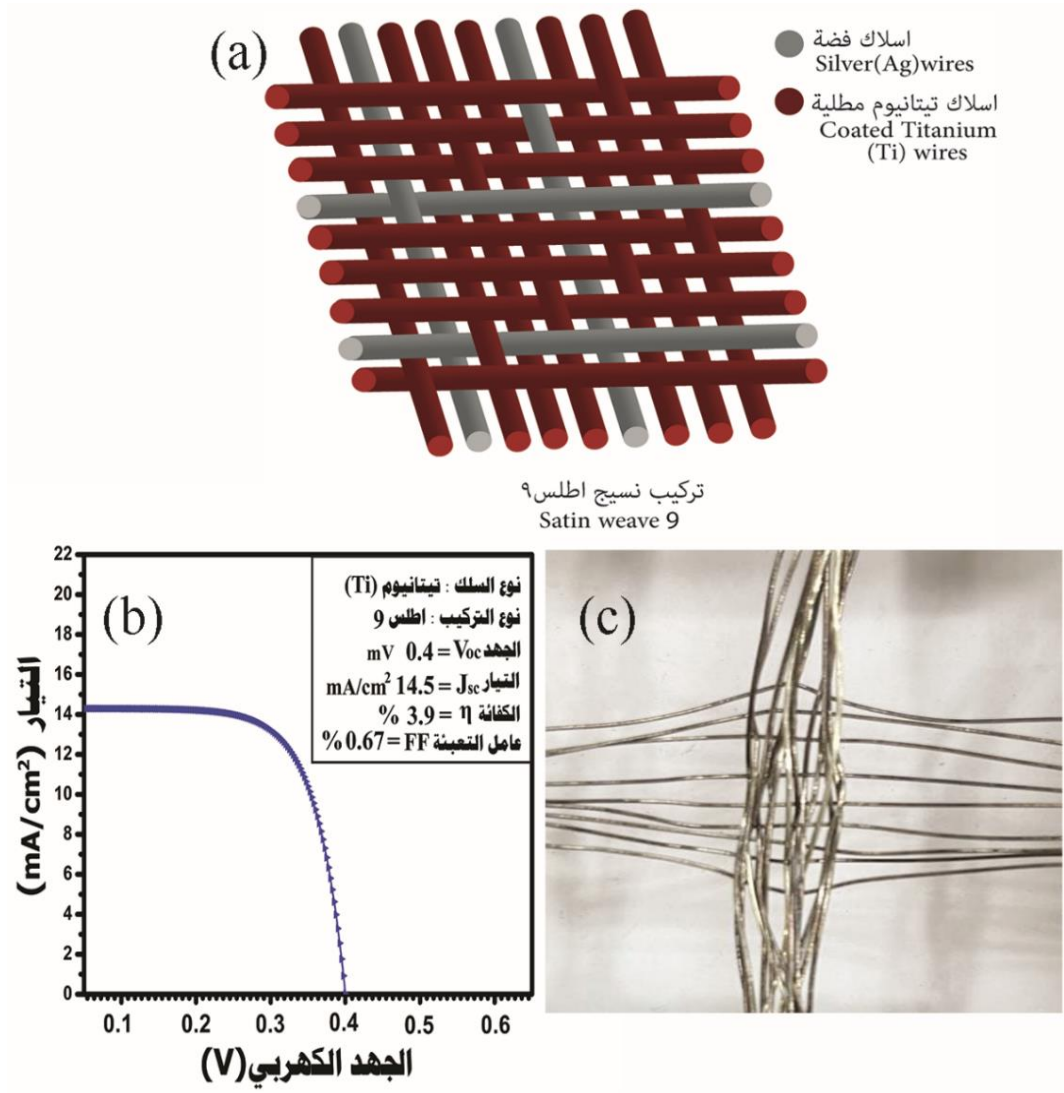 (a)
اسلاك فضة
Silver(Ag)wires
اسلاك تيتانيوم مطلية
Coated Titanium
(Ti) wires
تركيب نسيج اطلس٩
Satin weave 9
(b)
نوع السلك : تيتانيوم (Ti)
نوع التركيب : اطلس 9
الجهد Voc = 0.4 mV
التيار Jsc = 14.5 mA/cm²
الكفائة η = 3.9 %
عامل التعبئة FF = 0.67 %
التيار (mA/cm²)
22
20
18
16
14
12
10
8
6
4
2
0
0.1
0.2
0.3
0.4
0.5
0.6
الجهد الكهربي(V)
(c)